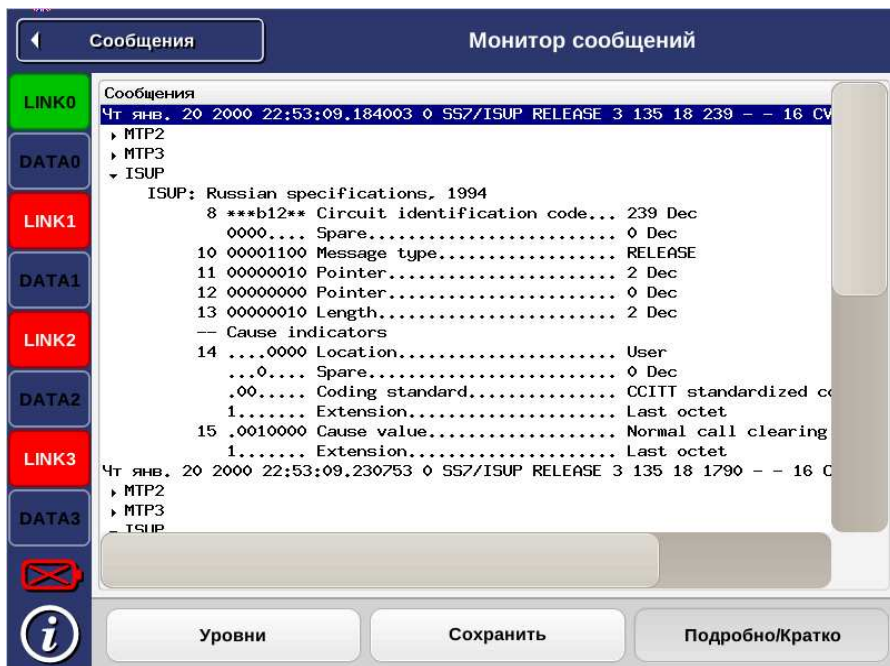 Сообщения
Монитор сообщений
LINK0
DATA0
LINK1
DATA1
LINK2
DATA2
LINK3
DATA3
Сообщения
Чт янв. 20 2000 22:53:09.184003 0 SS7/ISUP RELEASE 3 135 18 239 - - 16 CV
MTP2
MTP3
ISUP
ISUP: Russian specifications, 1994
8 ***b12** Circuit identification code... 239 Dec
0000.... Spare......................... 0 Dec
10 00001100 Message type.................. RELEASE
11 00000010 Pointer....................... 2 Dec
12 00000000 Pointer....................... 0 Dec
13 00000010 Length........................ 2 Dec
-- Cause indicators
14 ....0000 Location...................... User
...0.... Spare......................... 0 Dec
.00..... Coding standard............... CCITT standardized co
1....... Extension..................... Last octet
15 .0010000 Cause value................... Normal call clearing
1....... Extension..................... Last octet
Чт янв. 20 2000 22:53:09.230753 0 SS7/ISUP RELEASE 3 135 18 1790 - - 16 C
MTP2
MTP3
ISUP
i
Уровни
Сохранить
Подробно/Кратко